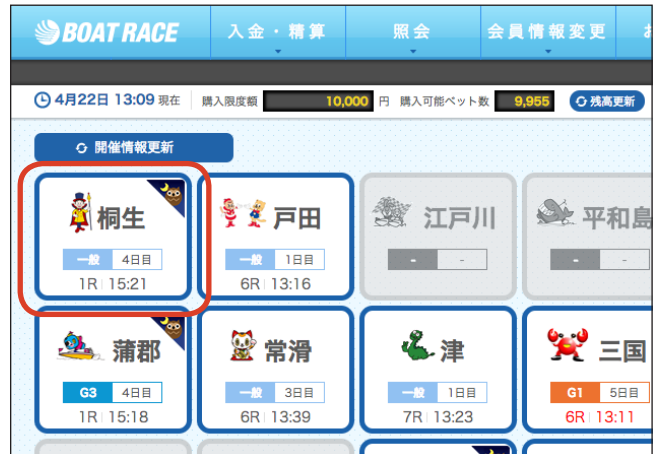 BOAT RACE 入金・精算 照会 会員情報変更
4月22日 13:09 現在 購入限度額 10,000 円 購入可能ベット数 9,955 残高更新
開催情報更新
桐生
一般 4日目
1R 15:21
戸田
一般 1日目
6R 13:16
江戸川
- -
平和島
- -
蒲郡
G3 4日目
1R 15:18
常滑
一般 3日目
6R 13:39
津
一般 1日目
7R 13:23
三国
G1 5日目
6R 13:11